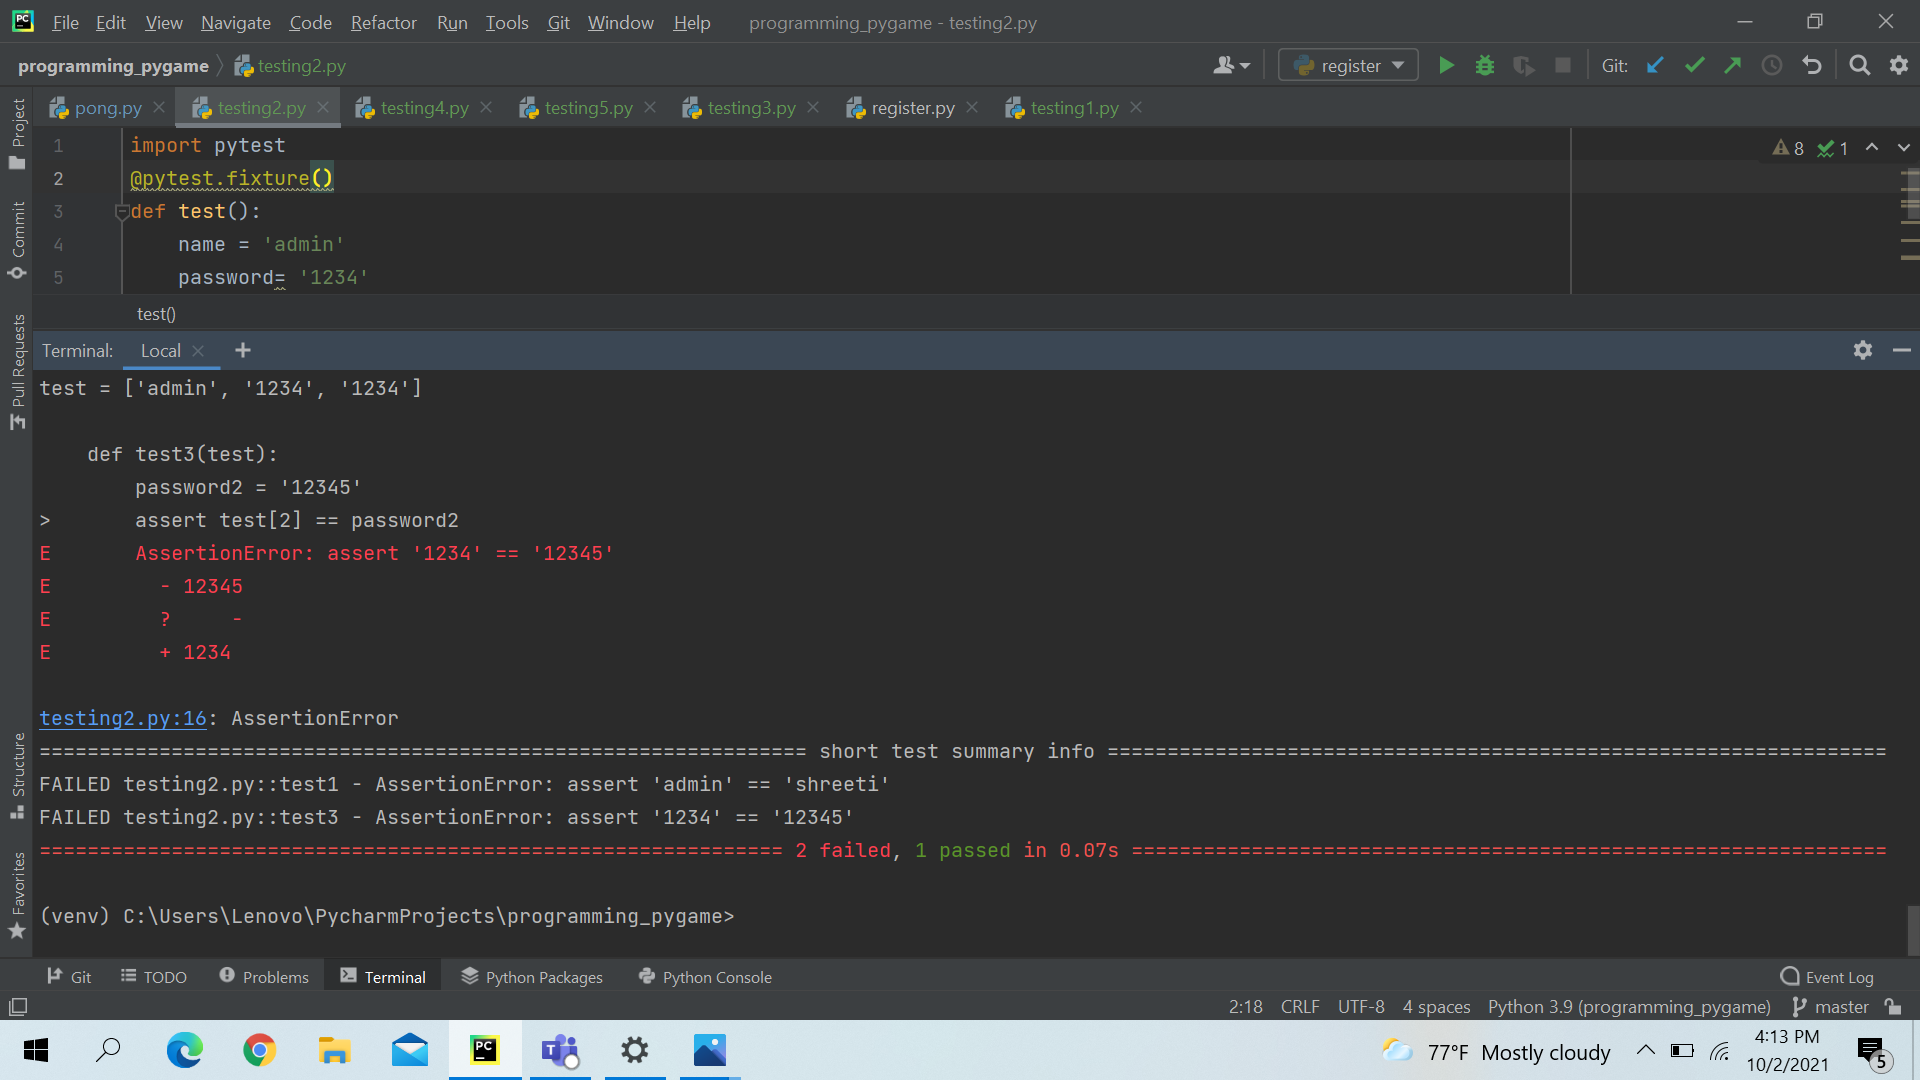 PC File Edit View Navigate Code Refactor Run Tools Git Window Help programming_pygame - testing2.py
programming_pygame testing2.py register Git:
pong.py testing2.py testing4.py testing5.py testing3.py register.py testing1.py
Project
Commit
Pull Requests
Structure
Favorites
1 import pytest
8 1
2 @pytest.fixture()
3 def test():
4 name = 'admin'
5 password= '1234'
test()
Terminal: Local
test = ['admin', '1234', '1234']
def test3(test):
password2 = '12345'
> assert test[2] == password2
E AssertionError: assert '1234' == '12345'
E - 12345
E ? -
E + 1234
testing2.py:16: AssertionError
================================================================ short test summary info =================================================================
FAILED testing2.py::test1 - AssertionError: assert 'admin' == 'shreeti'
FAILED testing2.py::test3 - AssertionError: assert '1234' == '12345'
============================================================== 2 failed, 1 passed in 0.07s ===============================================================
(venv) C:\Users\Lenovo\PycharmProjects\programming_pygame>
Git TODO Problems Terminal Python Packages Python Console Event Log
2:18 CRLF UTF-8 4 spaces Python 3.9 (programming_pygame) master
PC T 77°F Mostly cloudy 4:13 PM
10/2/2021 5